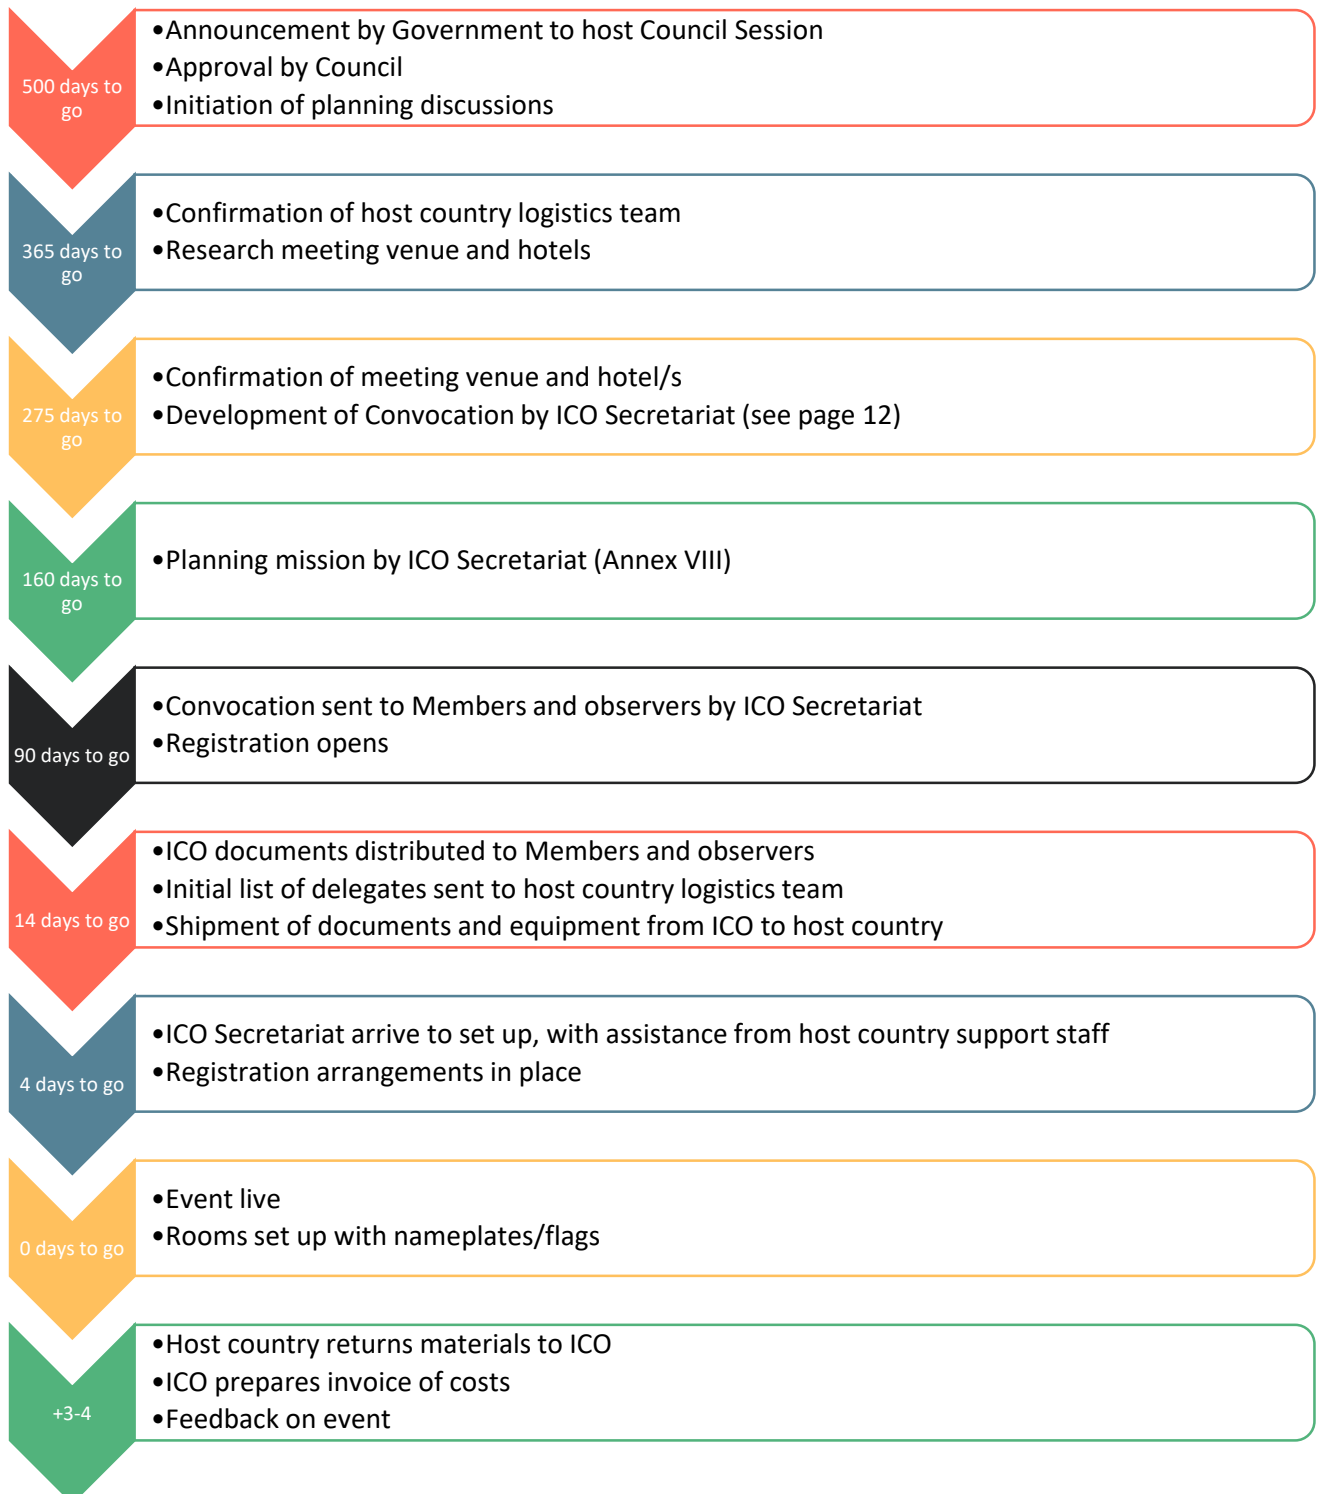 500 days to
go
•Announcement by Government to host Council Session
•Approval by Council
•Initiation of planning discussions
365 days to
go
•Confirmation of host country logistics team
•Research meeting venue and hotels
275 days to
go
•Confirmation of meeting venue and hotel/s
•Development of Convocation by ICO Secretariat (see page 12)
160 days to
go
•Planning mission by ICO Secretariat (Annex VIII)
90 days to go
•Convocation sent to Members and observers by ICO Secretariat
•Registration opens
14 days to go
•ICO documents distributed to Members and observers
•Initial list of delegates sent to host country logistics team
•Shipment of documents and equipment from ICO to host country
4 days to go
•ICO Secretariat arrive to set up, with assistance from host country support staff
•Registration arrangements in place
0 days to go
•Event live
•Rooms set up with nameplates/flags
+3-4
•Host country returns materials to ICO
•ICO prepares invoice of costs
•Feedback on event